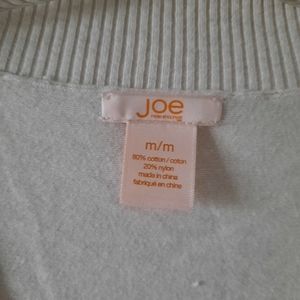 joe
m/m
80% cotton / coton
20% nylon
made in china
fabriqué en chine